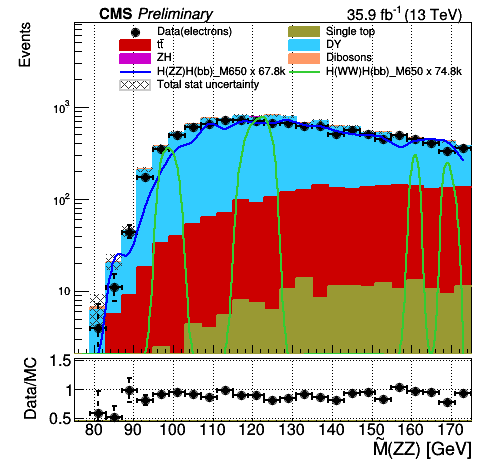 CMS Preliminary 35.9 fb⁻¹ (13 TeV)
Data(electrons) Single top
tt̄ DY
ZH Dibosons
H(ZZ)H(bb)_M650 x 67.8k H(WW)H(bb)_M650 x 74.8k
Total stat uncertainty
Events
10³
10²
10
1.5
1
0.5
Data/MC
80 90 100 110 120 130 140 150 160 170
M̃(ZZ) [GeV]